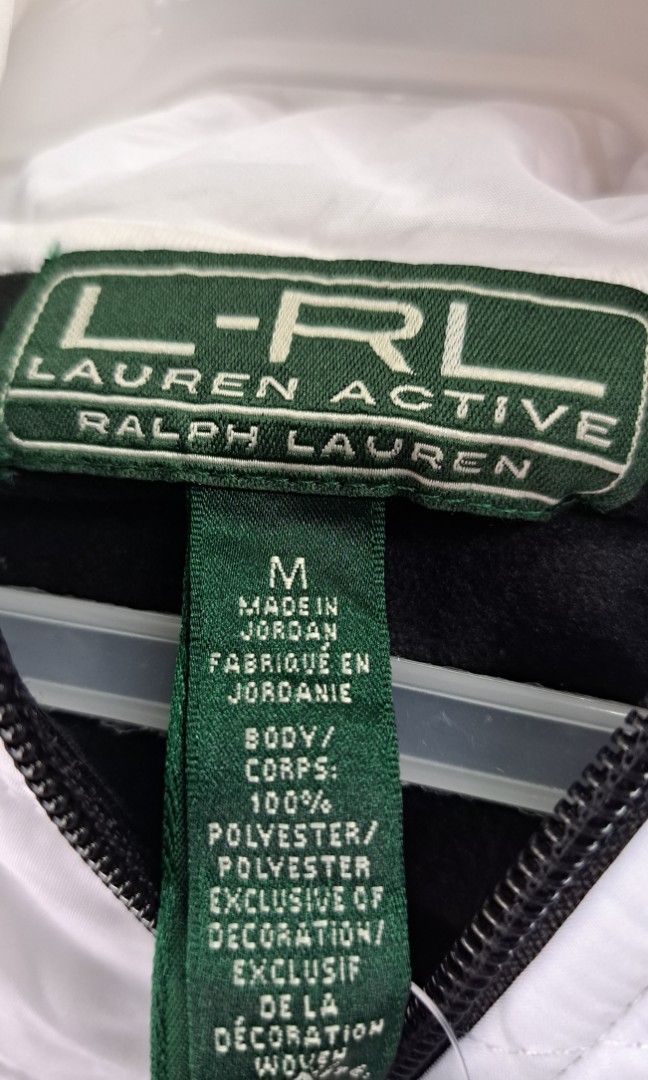 L-RL
LAUREN ACTIVE
RALPH LAUREN
M
MADE IN
JORDAN
FABRIQUÉ EN
JORDANIE
BODY/
CORPS:
100%
POLYESTER/
POLYESTER
EXCLUSIVE OF
DECORATION/
EXCLUSIF
DE LA
DÉCORATION
WOVEN